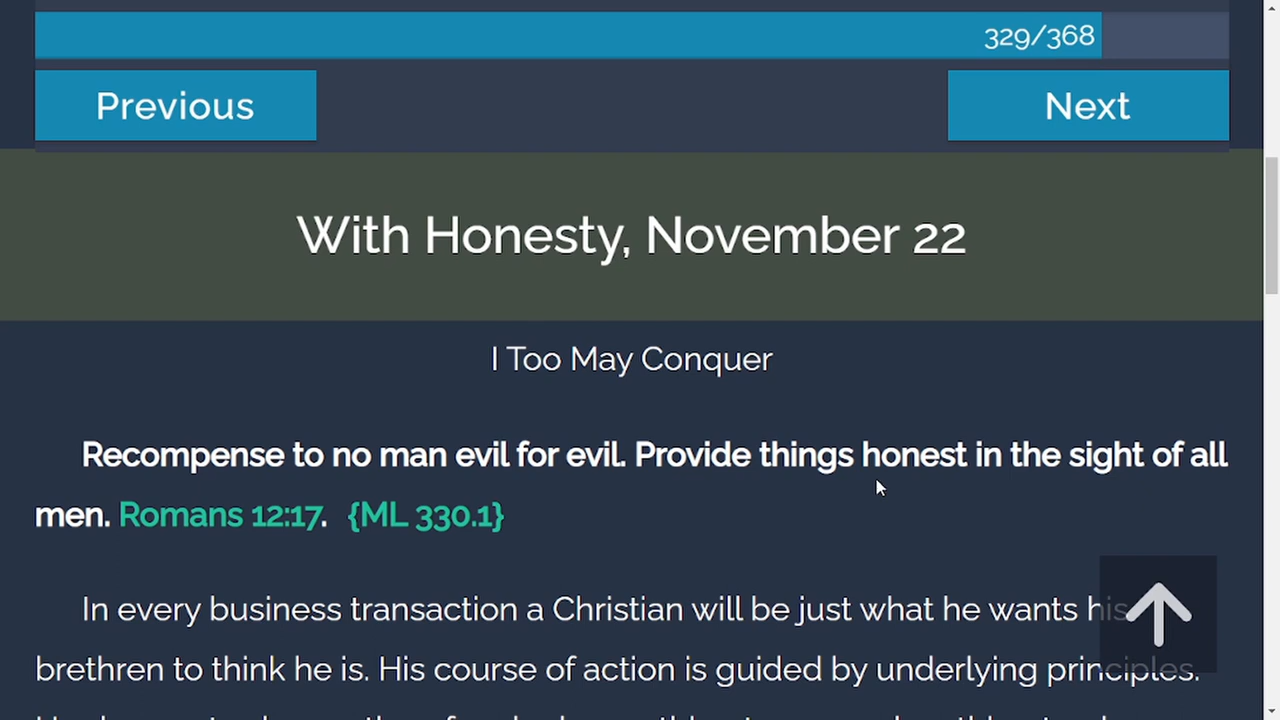 329/368
Previous
Next
With Honesty, November 22
I Too May Conquer
Recompense to no man evil for evil. Provide things honest in the sight of all
men. Romans 12:17. {ML 330.1}
In every business transaction a Christian will be just what he wants his
brethren to think he is. His course of action is guided by underlying principles.